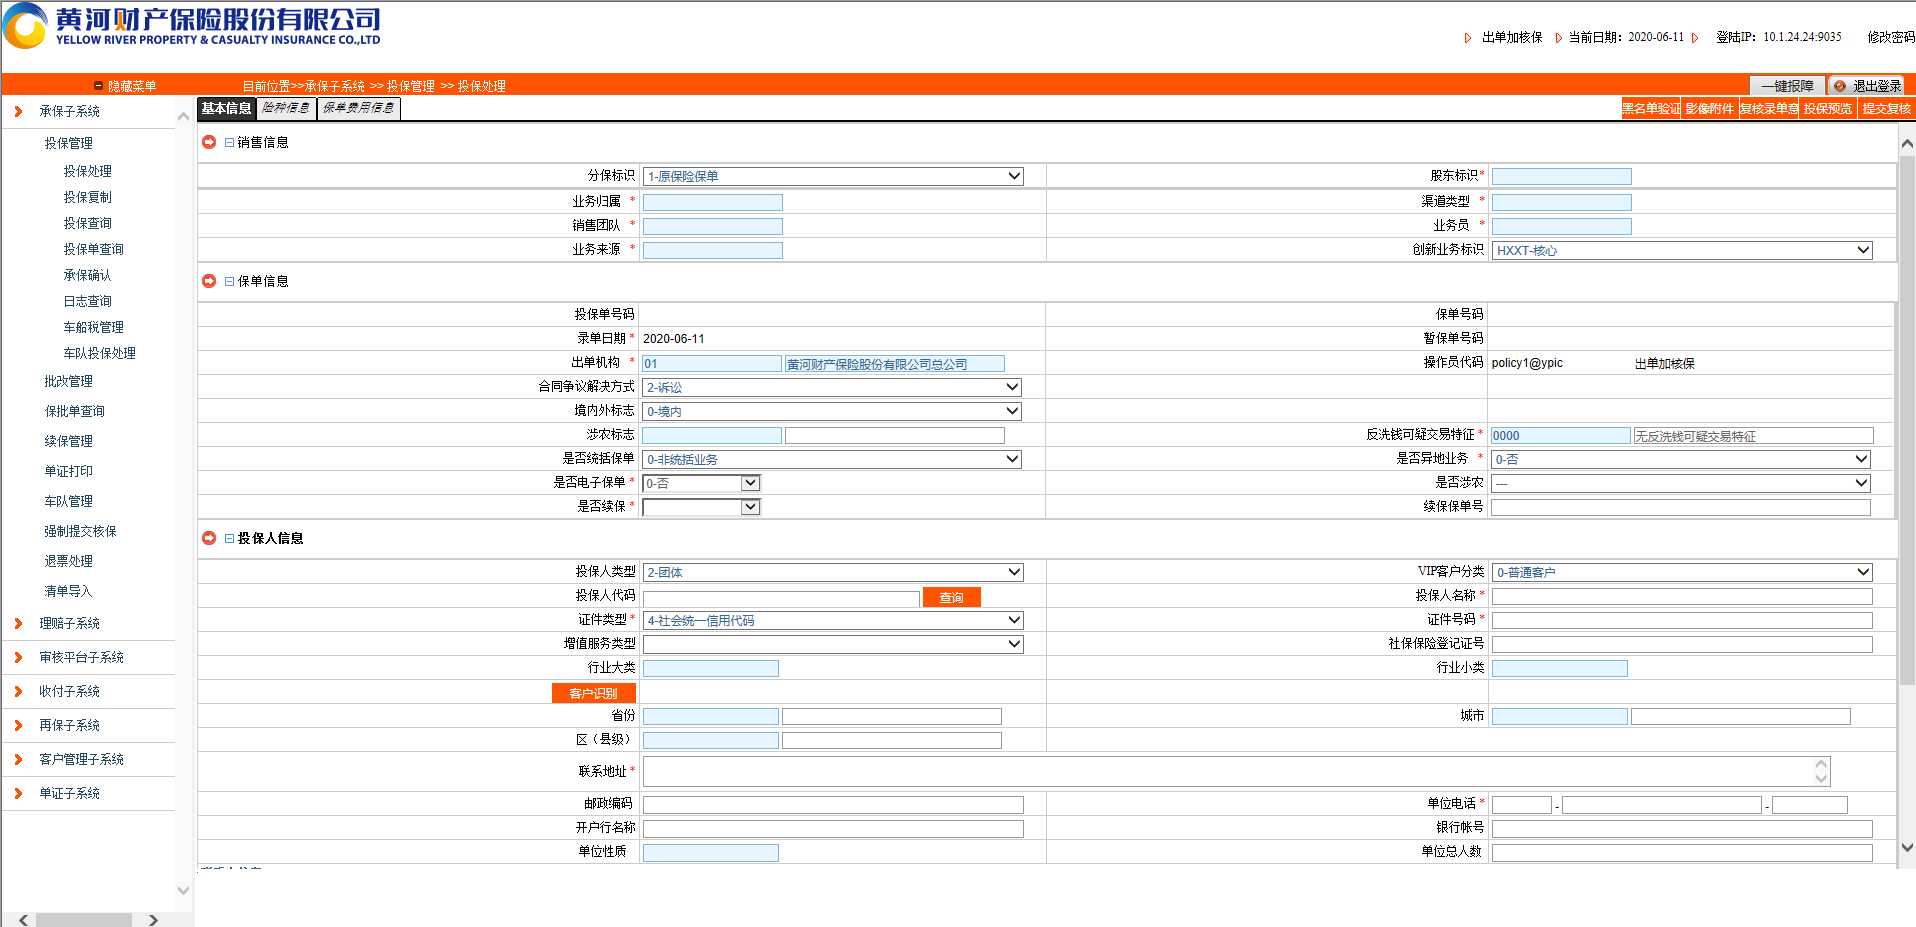 黄河财产保险股份有限公司
YELLOW RIVER PROPERTY & CASUALTY INSURANCE CO.,LTD
出单加核保 当前日期：2020-06-11 登陆IP：10.1.24.24:9035 修改密码
隐藏菜单 目前位置>>承保子系统 >> 投保管理 >> 投保处理 一键报障 退出登录
基本信息 险种信息 保单费用信息 黑名单验证 影像附件 复核录单意 投保预览 提交复核
承保子系统
投保管理
投保处理
投保复制
投保查询
投保单查询
承保确认
日志查询
车船税管理
车队投保处理
批改管理
保批单查询
续保管理
单证打印
车队管理
强制提交核保
退票处理
清单导入
理赔子系统
审核平台子系统
收付子系统
再保子系统
客户管理子系统
单证子系统
销售信息
分保标识 1-原保险保单 股东标识*
业务归属 * 渠道类型 *
销售团队 * 业务员 *
业务来源 * 创新业务标识 HXXT-核心
保单信息
投保单号码 保单号码
录单日期* 2020-06-11 暂保单号码
出单机构 * 01 黄河财产保险股份有限公司总公司 操作员代码 policy1@ypic 出单加核保
合同争议解决方式 2-诉讼
境内外标志 0-境内
涉农标志 反洗钱可疑交易特征* 0000 无反洗钱可疑交易特征
是否统括保单 0-非统括业务 是否异地业务 * 0-否
是否电子保单* 0-否 是否涉农 ---
是否续保* 续保保单号
投保人信息
投保人类型 2-团体 VIP客户分类 0-普通客户
投保人代码 查询 投保人名称*
证件类型* 4-社会统一信用代码 证件号码*
增值服务类型 社保保险登记证号
行业大类 行业小类
客户识别
省份 城市
区（县级）
联系地址*
邮政编码 单位电话* - -
开户行名称 银行帐号
单位性质 单位总人数